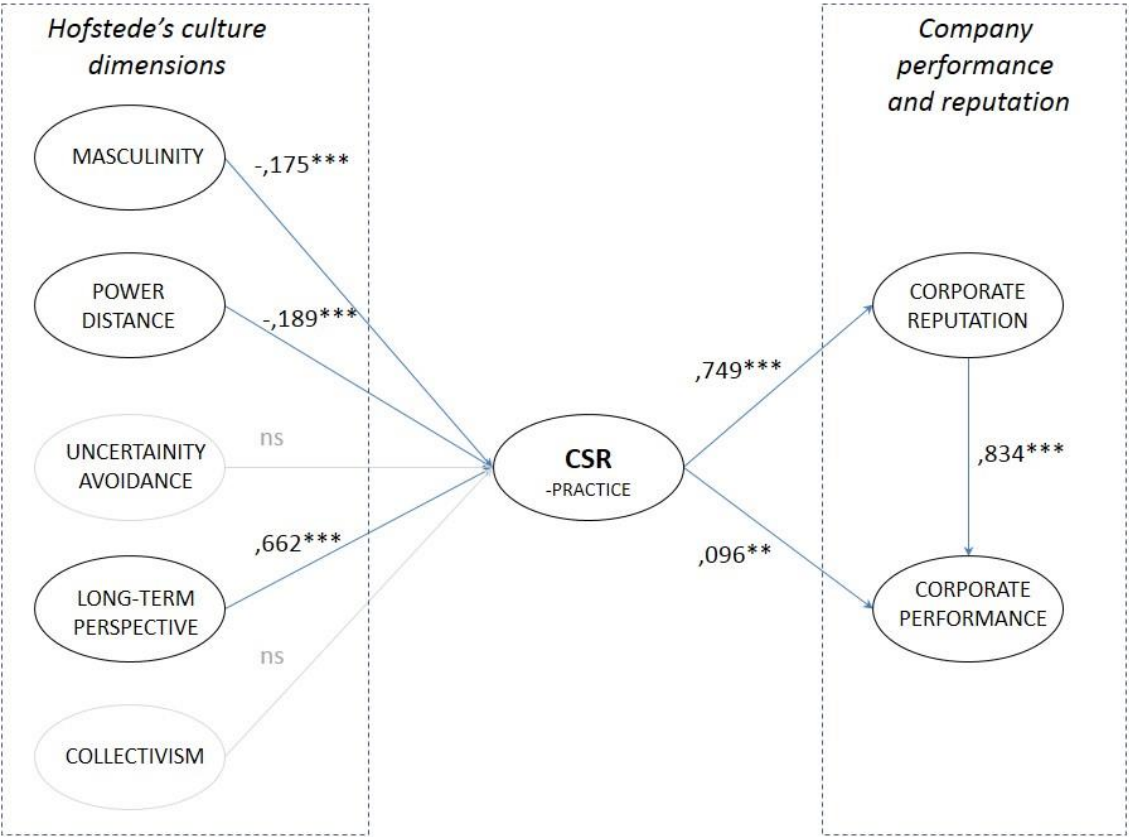 Hofstede's culture
dimensions
MASCULINITY
-,175***
POWER
DISTANCE
-,189***
UNCERTAINITY
AVOIDANCE
ns
LONG-TERM
PERSPECTIVE
,662***
COLLECTIVISM
ns
CSR
-PRACTICE
,749***
,096**
Company
performance
and reputation
CORPORATE
REPUTATION
,834***
CORPORATE
PERFORMANCE